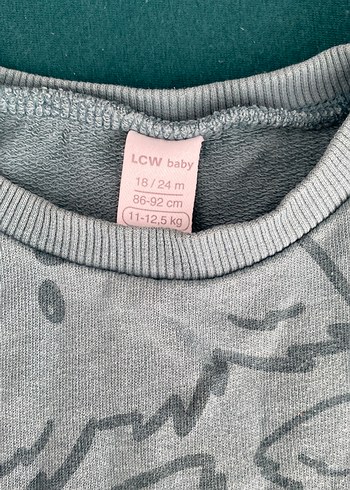 LCW baby
18 / 24 m
86-92 cm
11-12,5 kg